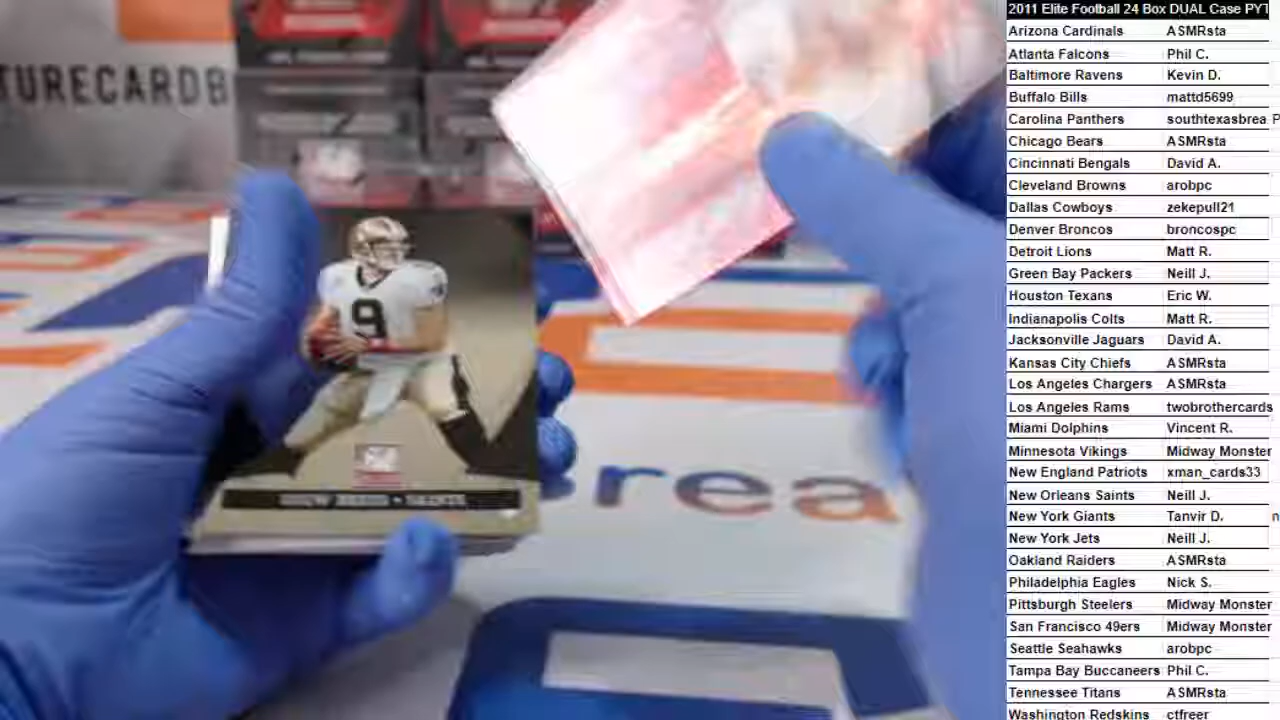 TURECARDB
2011 Elite Football 24 Box DUAL Case PYT
Arizona Cardinals ASMRsta
Atlanta Falcons Phil C.
Baltimore Ravens Kevin D.
Buffalo Bills mattd5699
Carolina Panthers southtexasbrea P
Chicago Bears ASMRsta
Cincinnati Bengals David A.
Cleveland Browns arobpc
Dallas Cowboys zekepull21
Denver Broncos broncospc
Detroit Lions Matt R.
Green Bay Packers Neill J.
Houston Texans Eric W.
Indianapolis Colts Matt R.
Jacksonville Jaguars David A.
Kansas City Chiefs ASMRsta
Los Angeles Chargers ASMRsta
Los Angeles Rams twobrothercards
Miami Dolphins Vincent R.
Minnesota Vikings Midway Monster
New England Patriots xman_cards33
New Orleans Saints Neill J.
New York Giants Tanvir D. n
New York Jets Neill J.
Oakland Raiders ASMRsta
Philadelphia Eagles Nick S.
Pittsburgh Steelers Midway Monster
San Francisco 49ers Midway Monster
Seattle Seahawks arobpc
Tampa Bay Buccaneers Phil C.
Tennessee Titans ASMRsta
Washington Redskins ctfreer
9
rea